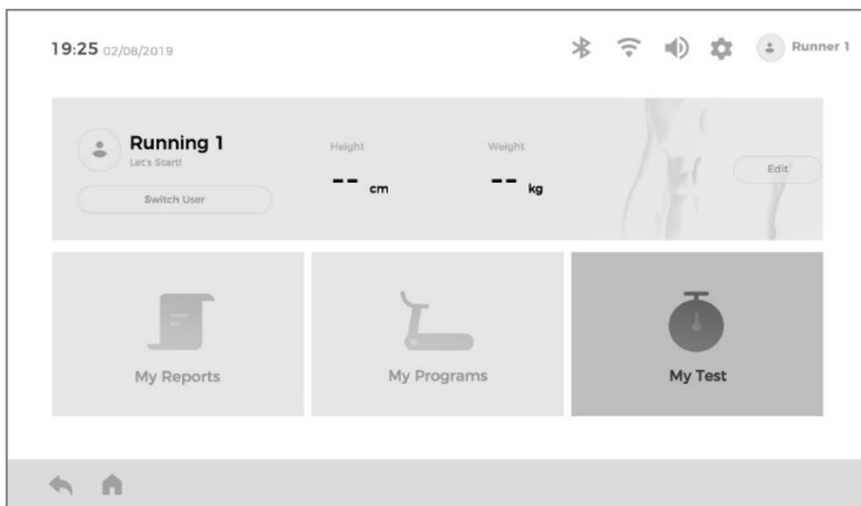 19:25 02/08/2019
Runner 1
Running 1
Let's Start!
Switch User
Height
-- cm
Weight
-- kg
Edit
My Reports
My Programs
My Test